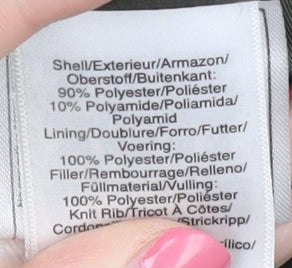 Shell/Exterieur/Armazon/
Oberstoff/Buitenkant:
90% Polyester/Poliéster
10% Polyamide/Poliamida/
Polyamid
Lining/Doublure/Forro/Futter/
Voering:
100% Polyester/Poliéster
Filler/Rembourrage/Relleno/
Füllmaterial/Vulling:
100% Polyester/Poliéster
Knit Rib/Tricot À Côtes/
/Strickripp/